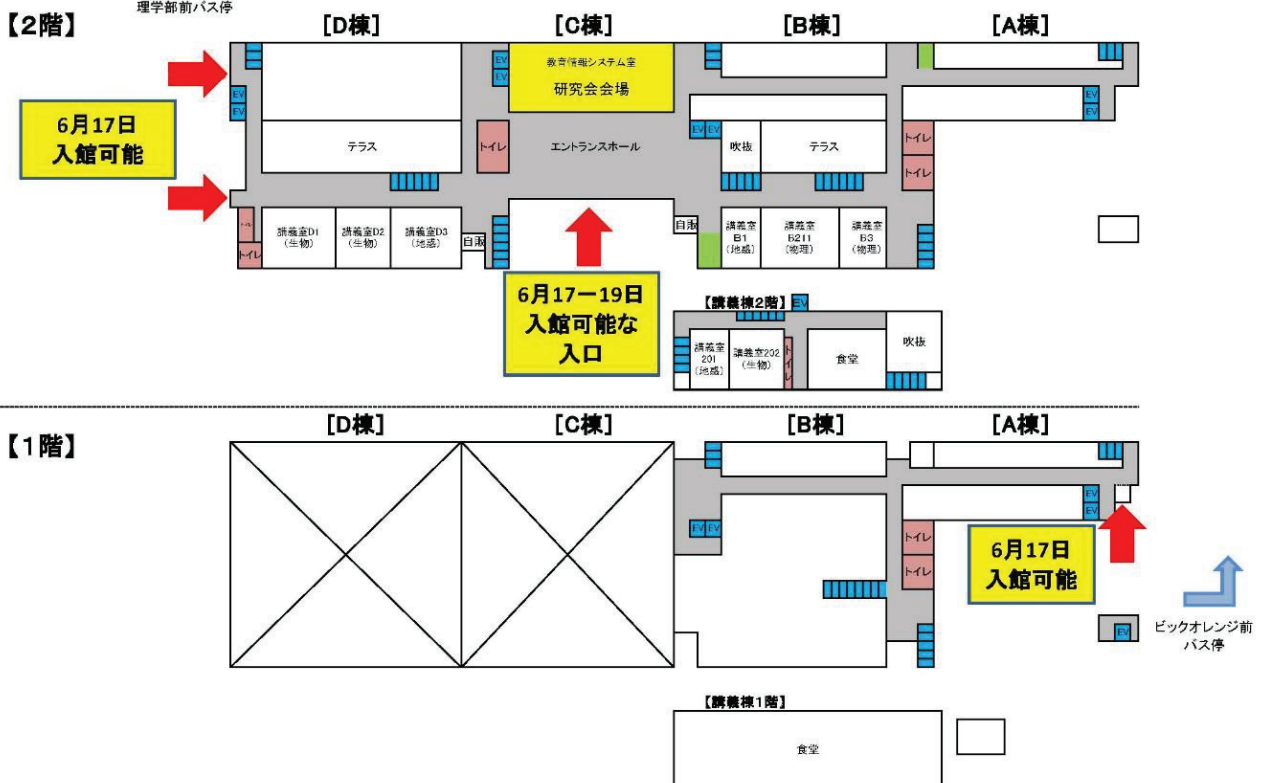 理学部前バス停
【2階】
[D棟]
[C棟]
[B棟]
[A棟]
EV
EV
教育情報システム室
研究会会場
EV
EV
EV
EV
6月17日
入館可能
テラス
トイレ
エントランスホール
EV EV
吹抜
テラス
トイレ
トイレ
トイレ
講義室D1
(生物)
講義室D2
(生物)
講義室D3
(地惑)
自販
自販
講義室
B1
(地惑)
講義室
B211
(物理)
講義室
B3
(物理)
6月17ー19日
入館可能な
入口
【講義棟2階】
EV
講義室
201
(地惑)
講義室202
(生物)
トイレ
食堂
吹抜
【1階】
[D棟]
[C棟]
[B棟]
[A棟]
EV EV
EV
EV
トイレ
トイレ
6月17日
入館可能
EV
ビックオレンジ前
バス停
【講義棟1階】
食堂